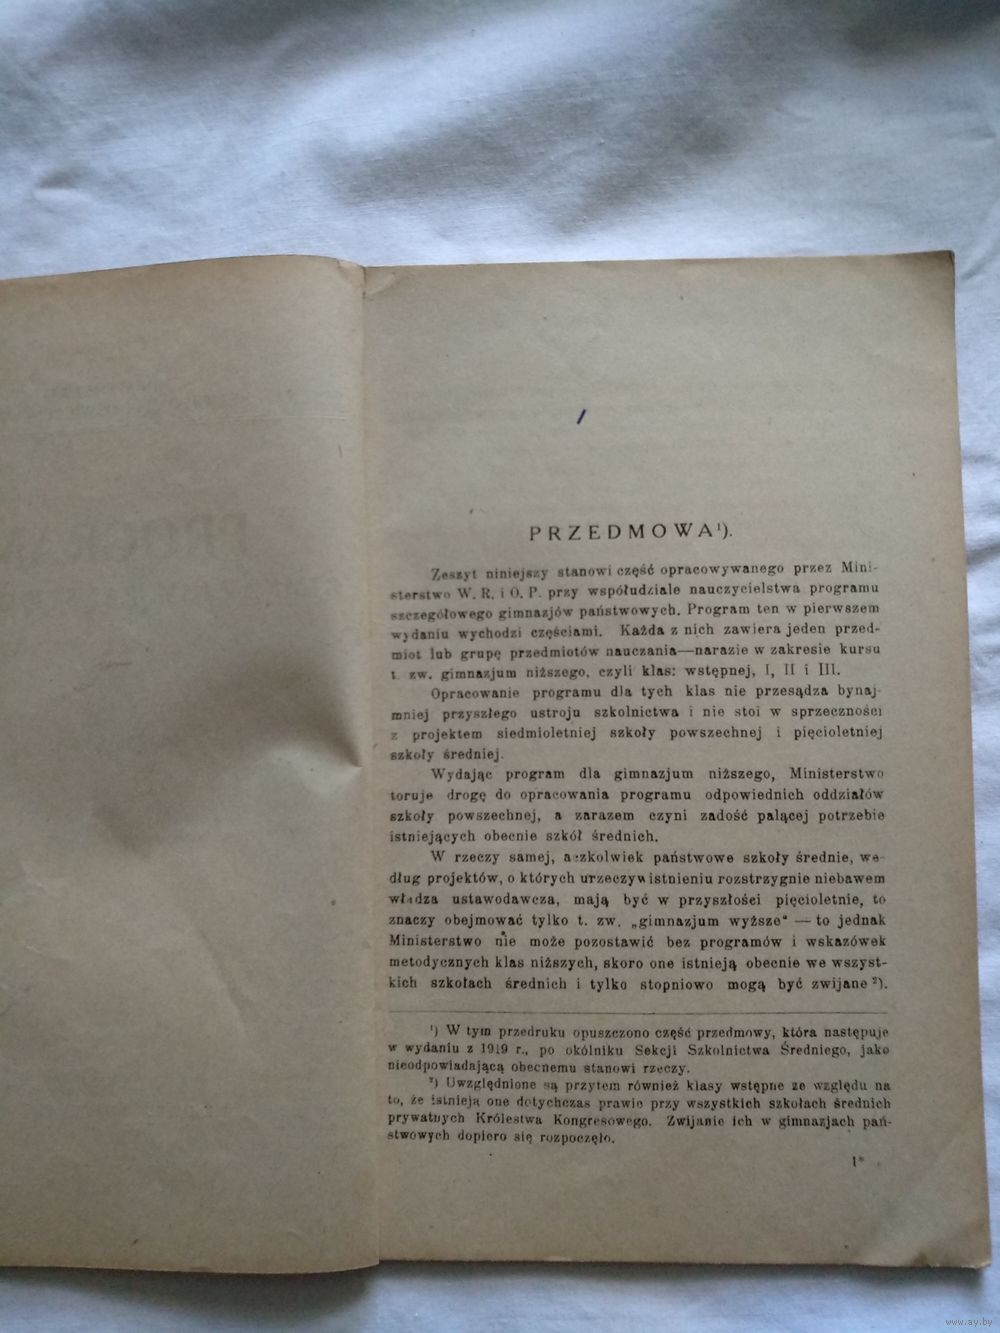 PRZEDMOWA¹).
Zeszyt niniejszy stanowi część opracowywanego przez Mini-
sterstwo W. R. i O. P. przy współudziale nauczycielstwa programu
szczegółowego gimnazjów państwowych. Program ten w pierwszem
wydaniu wychodzi częściami. Każda z nich zawiera jeden przed-
miot lub grupę przedmiotów nauczania—narazie w zakresie kursu
t zw. gimnazjum niższego, czyli klas: wstępnej, I, II i III.
Opracowanie programu dla tych klas nie przesądza bynaj-
mniej przyszłego ustroju szkolnictwa i nie stoi w sprzeczności
z projektem siedmioletniej szkoły powszechnej i pięcioletniej
szkoły średniej.
Wydając program dla gimnazjum niższego, Ministerstwo
toruje drogę do opracowania programu odpowiednich oddziałów
szkoły powszechnej, a zarazem czyni zadość palącej potrzebie
istniejących obecnie szkół średnich.
W rzeczy samej, aczkolwiek państwowe szkoły średnie, we-
dług projektów, o których urzeczywistnieniu rozstrzygnie niebawem
władza ustawodawcza, mają być w przyszłości pięcioletnie, to
znaczy obejmować tylko t. zw. „gimnazjum wyższe“ — to jednak
Ministerstwo nie może pozostawić bez programów i wskazówek
metodycznych klas niższych, skoro one istnieją obecnie we wszyst-
kich szkołach średnich i tylko stopniowo mogą być zwijane²).
¹) W tym przedruku opuszczono część przedmowy, która następuje
w wydaniu z 1919 r., po okólniku Sekcji Szkolnictwa Średniego, jako
nieodpowiadającą obecnemu stanowi rzeczy.
²) Uwzględnione są przytem również klasy wstępne ze względu na
to, że istnieją one dotychczas prawie przy wszystkich szkołach średnich
prywatnych Królestwa Kongresowego. Zwijanie ich w gimnazjach pań-
stwowych dopiero się rozpoczęło.
1*
www.ay.by